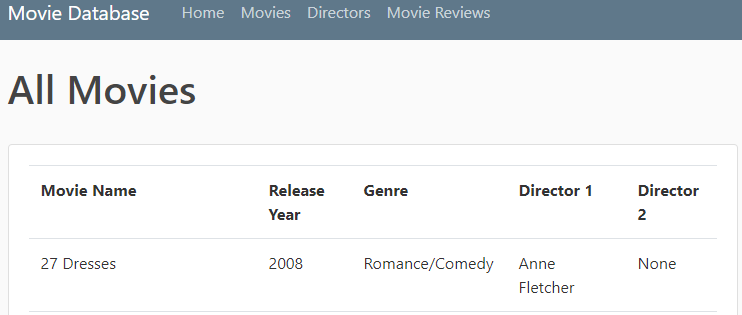 Movie Database Home Movies Directors Movie Reviews
All Movies
Movie Name Release Year Genre Director 1 Director 2
27 Dresses 2008 Romance/Comedy Anne Fletcher None